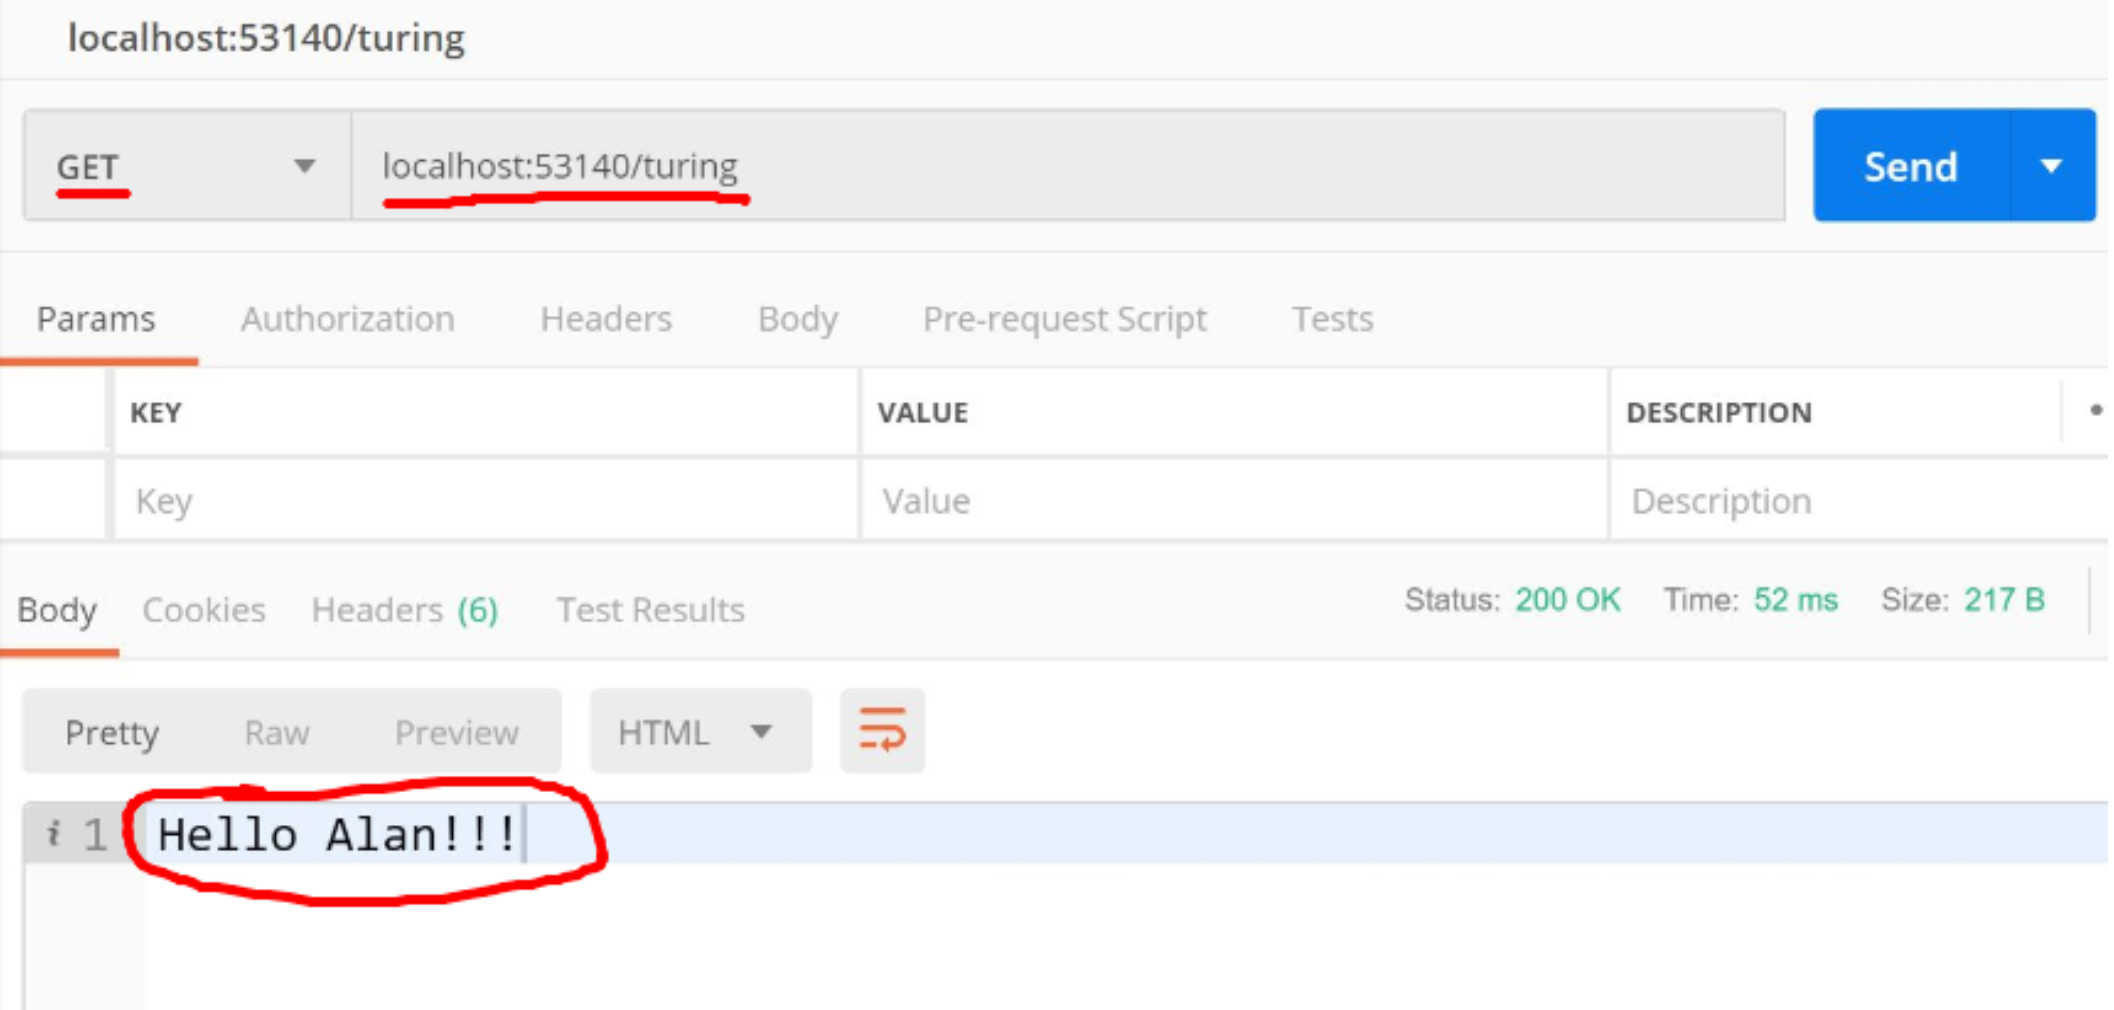 localhost:53140/turing
GET localhost:53140/turing Send
Params Authorization Headers Body Pre-request Script Tests
KEY VALUE DESCRIPTION
Key Value Description
Body Cookies Headers (6) Test Results Status: 200 OK Time: 52 ms Size: 217 B
Pretty Raw Preview HTML
i 1 Hello Alan!!!